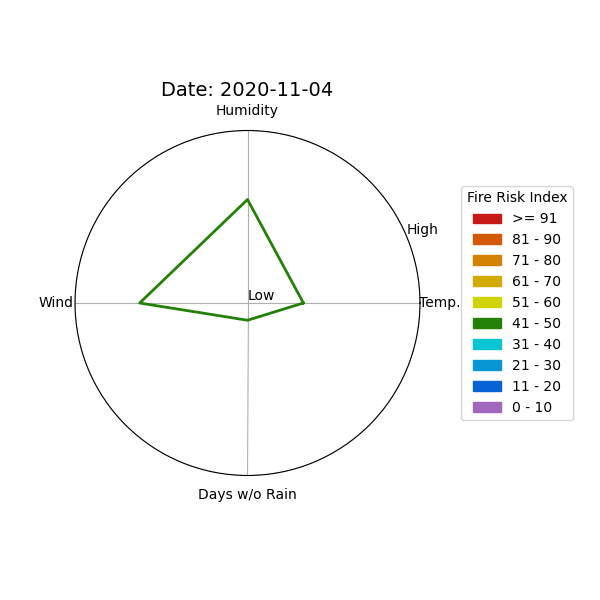 Date: 2020-11-04
Humidity
High
Low
Wind
Temp.
Days w/o Rain
Fire Risk Index
>= 91
81 - 90
71 - 80
61 - 70
51 - 60
41 - 50
31 - 40
21 - 30
11 - 20
0 - 10